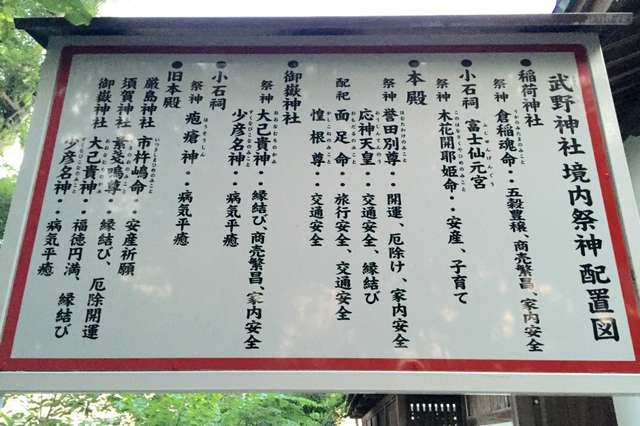 武野神社 境内祭神 配置図
●稲荷神社
祭神 倉稲魂命・・五穀豊穣、商売繁昌、家内安全
●小石祠 富士仙元宮
祭神 木花開耶姫命・・安産、子育て
●本殿
祭神 誉田別尊・・開運、厄除け、家内安全
応神天皇・・交通安全、縁結び
配祀 面足命・・旅行安全、交通安全
惶根尊・・交通安全
●御嶽神社
祭神 大己貴神・・縁結び、商売繁昌、家内安全
少彦名神・・病気平癒
●小石祠
祭神 疱瘡神・・病気平癒
●旧本殿
厳島神社 市杵嶋命・・安産祈願
須賀神社 素戔嗚尊・・縁結び、厄除開運
御嶽神社 大己貴神・・福徳円満、縁結び
少彦名神・・病気平癒